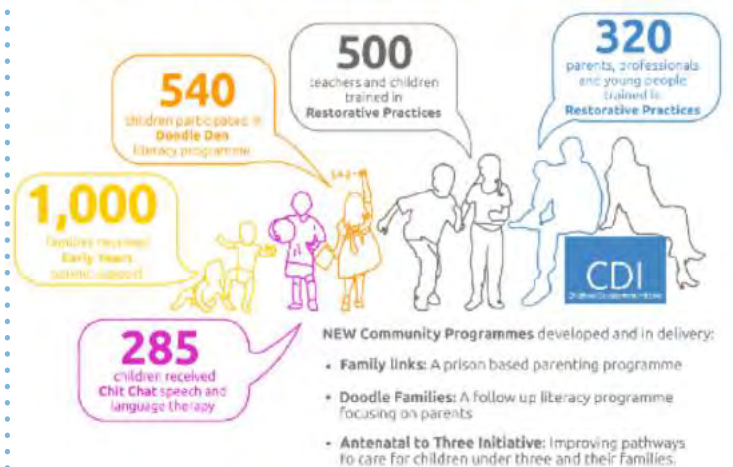 500
teachers and children
trained in
Restorative Practices
320
parents, professionals
and young people
trained in
Restorative Practices
540
children participated in
Doodle Den
literacy programme
1,000
families received
Early Years
support
285
children received
Chit Chat speech and
language therapy
CDI
NEW Community Programmes developed and in delivery:
• Family links: A prison based parenting programme
• Doodle Families: A follow up literacy programme
focusing on parents
• Antenatal to Three Initiative: Improving pathways
to care for children under three and their families.